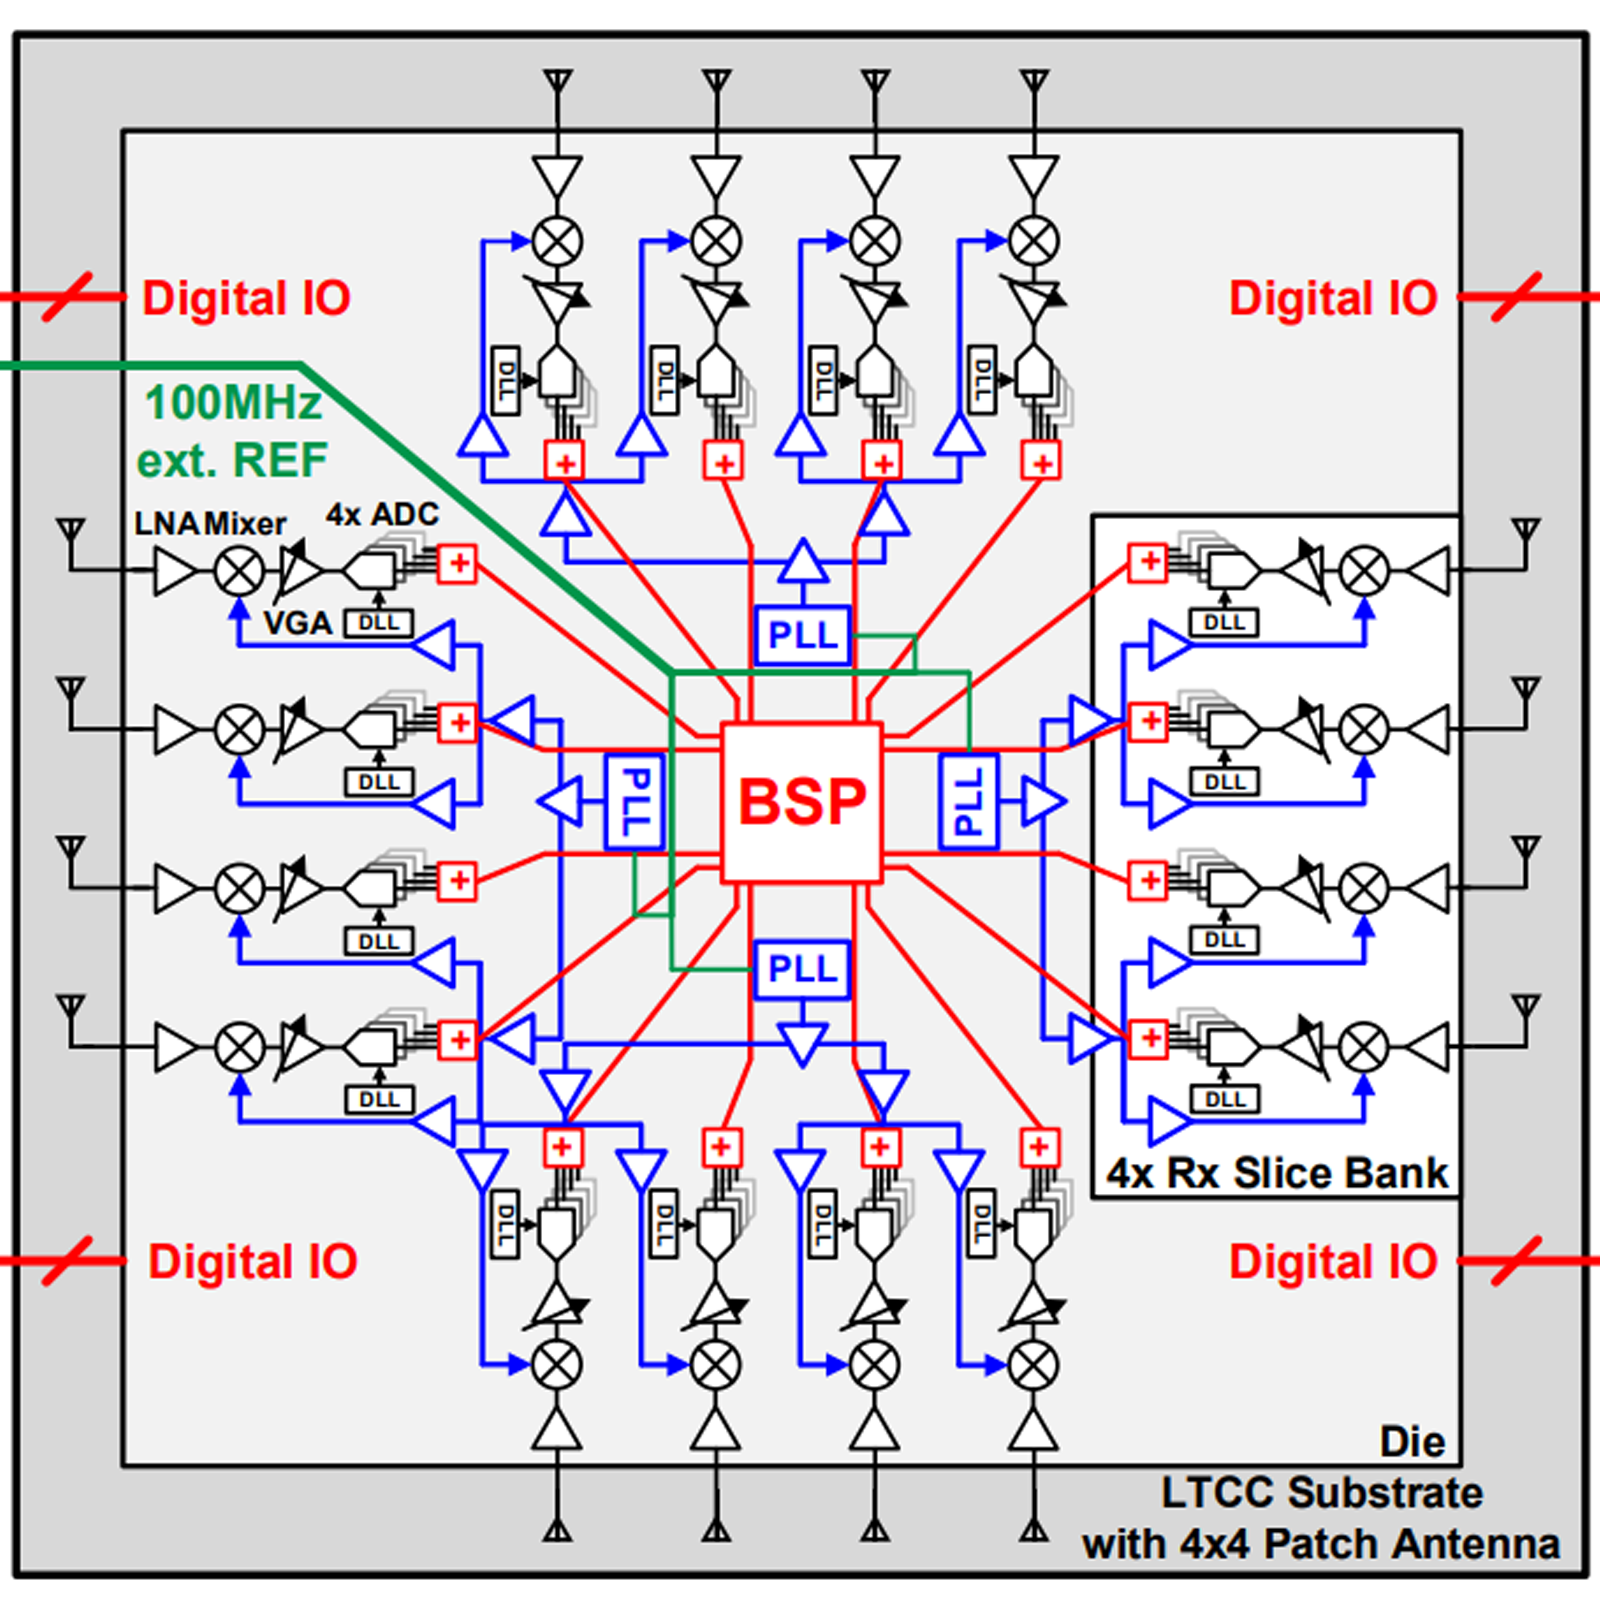 DLL
DLL
DLL
DLL
Digital IO
Digital IO
100MHz
ext. REF
+
+
+
+
LNA Mixer
4x ADC
+
+
VGA
DLL
DLL
PLL
+
+
DLL
DLL
PLL
BSP
PLL
+
+
DLL
DLL
PLL
+
+
DLL
DLL
+
+
+
+
4x Rx Slice Bank
DLL
DLL
DLL
DLL
Digital IO
Digital IO
Die
LTCC Substrate
with 4x4 Patch Antenna